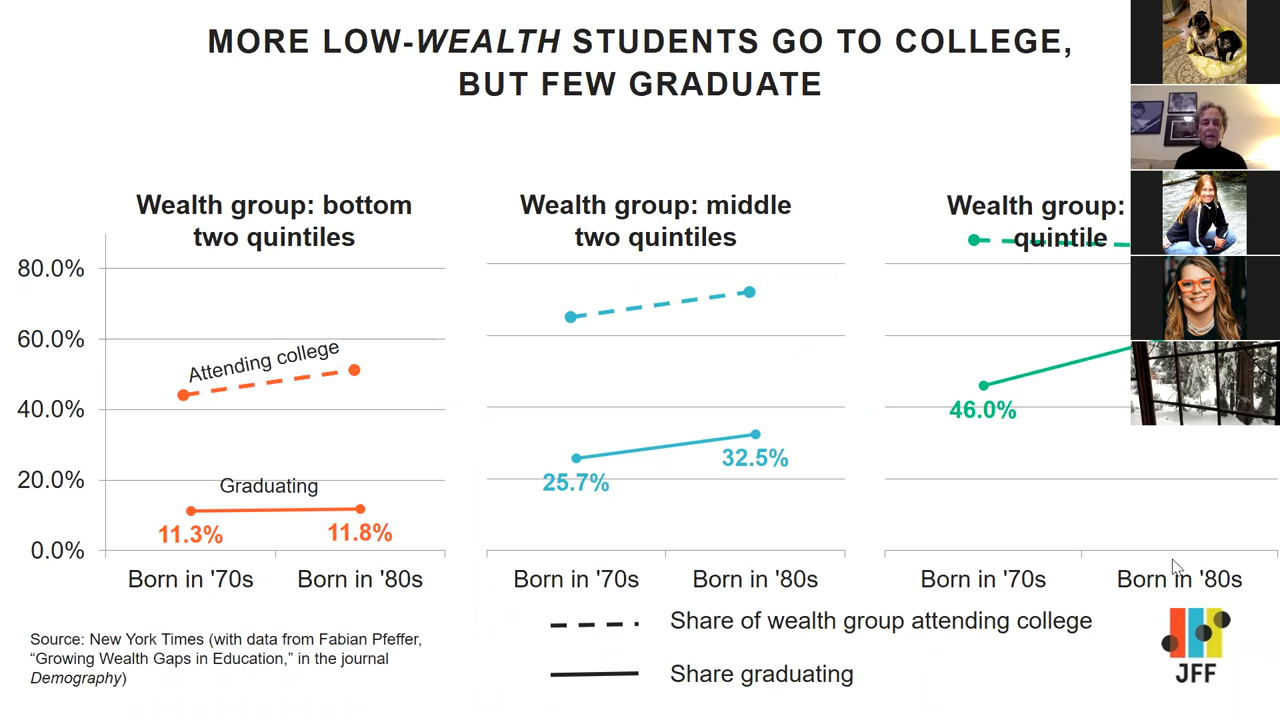 MORE LOW-WEALTH STUDENTS GO TO COLLEGE,
BUT FEW GRADUATE
Wealth group: bottom
two quintiles
80.0%
60.0%
40.0%
20.0%
0.0%
Attending college
Graduating
11.3%
11.8%
Born in '70s
Born in '80s
Wealth group: middle
two quintiles
25.7%
32.5%
Born in '70s
Born in '80s
Wealth group:
quintile
46.0%
Born in '70s
Born in '80s
Share of wealth group attending college
Share graduating
Source: New York Times (with data from Fabian Pfeffer,
“Growing Wealth Gaps in Education,” in the journal
Demography)
JFF